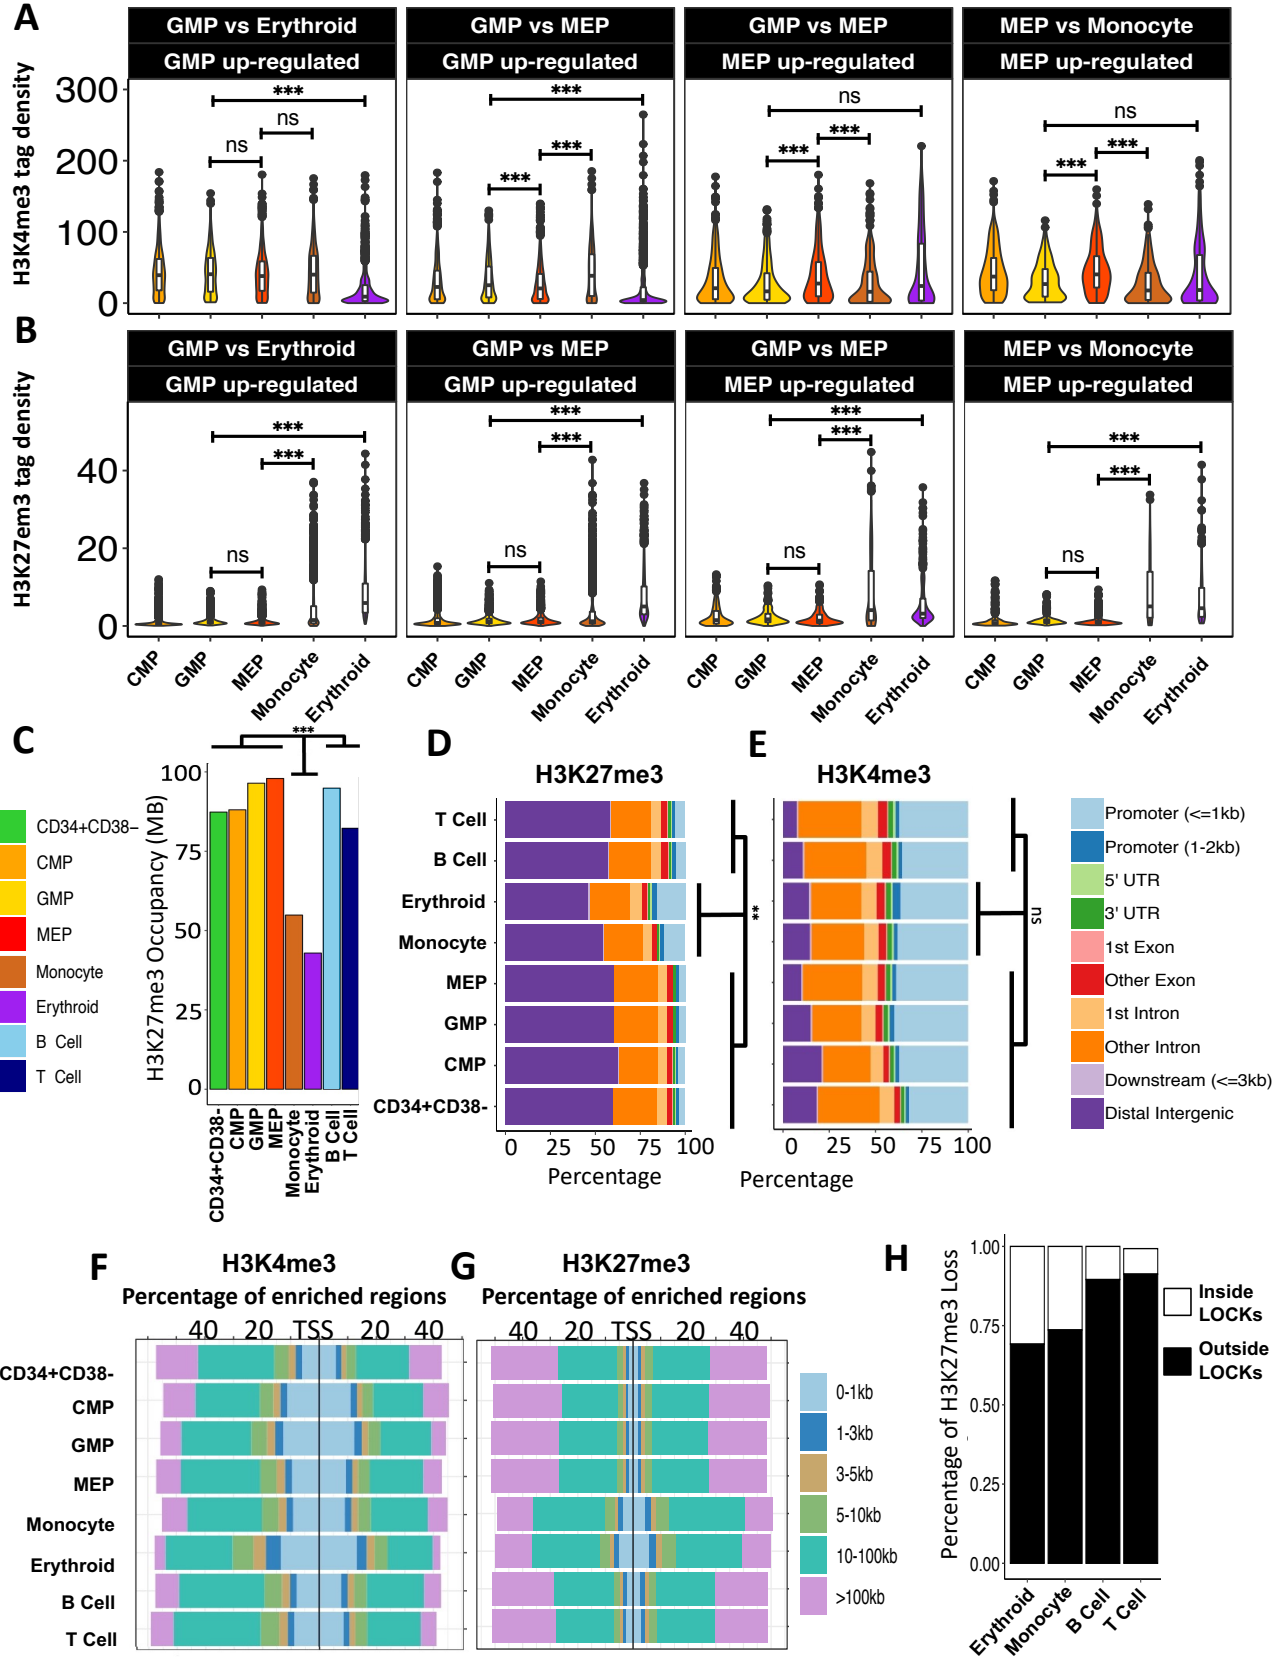 A
GMP vs Erythroid
GMP vs MEP
GMP vs MEP
MEP vs Monocyte
GMP up-regulated
GMP up-regulated
MEP up-regulated
MEP up-regulated
H3K4me3 tag density
300
200
100
0
ns
ns
***
***
***
***
***
***
ns
***
***
ns
B
GMP vs Erythroid
GMP vs MEP
GMP vs MEP
MEP vs Monocyte
GMP up-regulated
GMP up-regulated
MEP up-regulated
MEP up-regulated
H3K27em3 tag density
40
20
0
ns
***
***
ns
***
***
ns
***
***
ns
***
***
CMP
GMP
MEP
Monocyte
Erythroid
CMP
GMP
MEP
Monocyte
Erythroid
CMP
GMP
MEP
Monocyte
Erythroid
CMP
GMP
MEP
Monocyte
Erythroid
C
CD34+CD38–
CMP
GMP
MEP
Monocyte
Erythroid
B Cell
T Cell
H3K27me3 Occupancy (MB)
100
75
50
25
0
***
CD34+CD38-
CMP
GMP
MEP
Monocyte
Erythroid
B Cell
T Cell
D
H3K27me3
T Cell
B Cell
Erythroid
Monocyte
MEP
GMP
CMP
CD34+CD38-
0 25 50 75 100
Percentage
**
E
H3K4me3
0 25 50 75 100
Percentage
ns
Promoter (<=1kb)
Promoter (1-2kb)
5' UTR
3' UTR
1st Exon
Other Exon
1st Intron
Other Intron
Downstream (<=3kb)
Distal Intergenic
F
H3K4me3
Percentage of enriched regions
40 20 TSS 20 40
CD34+CD38-
CMP
GMP
MEP
Monocyte
Erythroid
B Cell
T Cell
G
H3K27me3
Percentage of enriched regions
40 20 TSS 20 40
0-1kb
1-3kb
3-5kb
5-10kb
10-100kb
>100kb
H
Percentage of H3K27me3 Loss
1.00
0.75
0.50
0.25
0.00
Erythroid
Monocyte
B Cell
T Cell
Inside
LOCKs
Outside
LOCKs